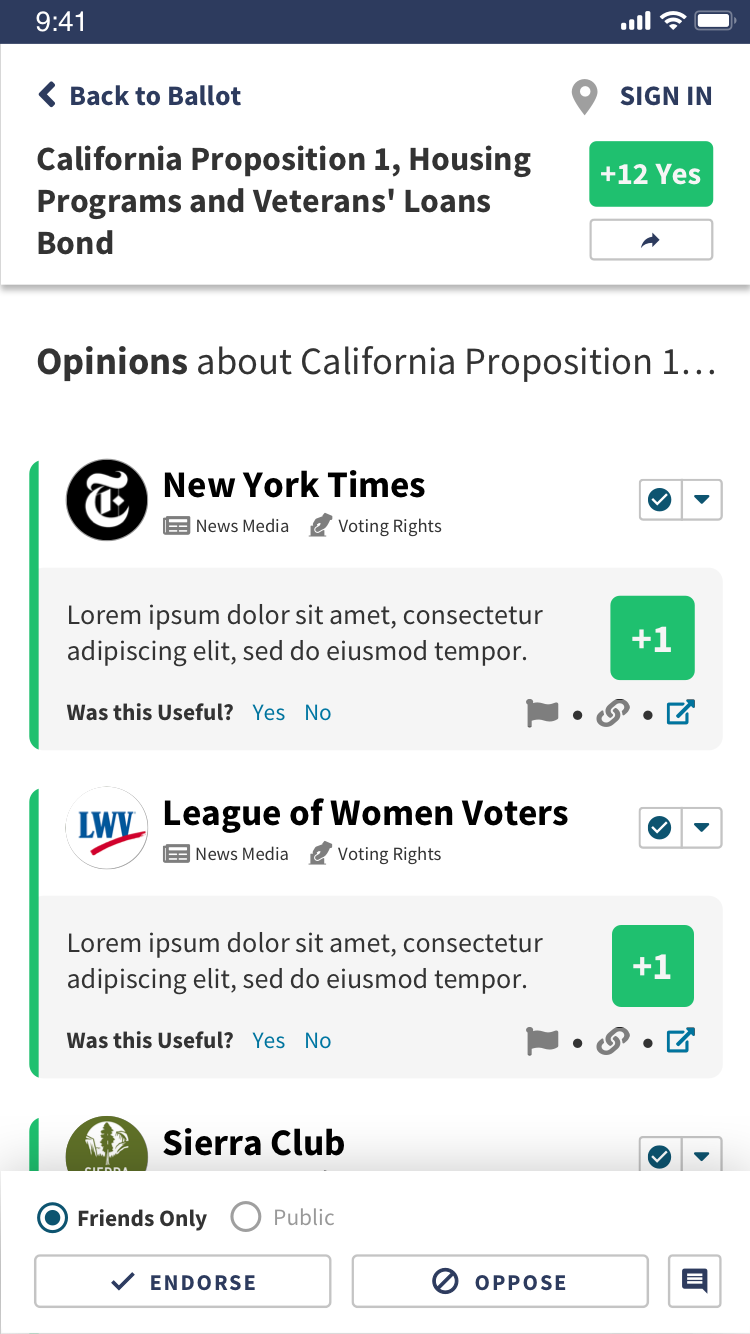 9:41
Back to Ballot
SIGN IN
California Proposition 1, Housing
Programs and Veterans' Loans
Bond
+12 Yes
Opinions about California Proposition 1…
New York Times
News Media
Voting Rights
Lorem ipsum dolor sit amet, consectetur
adipiscing elit, sed do eiusmod tempor.
+1
Was this Useful? Yes No
LWV
League of Women Voters
News Media
Voting Rights
Lorem ipsum dolor sit amet, consectetur
adipiscing elit, sed do eiusmod tempor.
+1
Was this Useful? Yes No
Sierra Club
SIERRA
Friends Only
Public
ENDORSE
OPPOSE